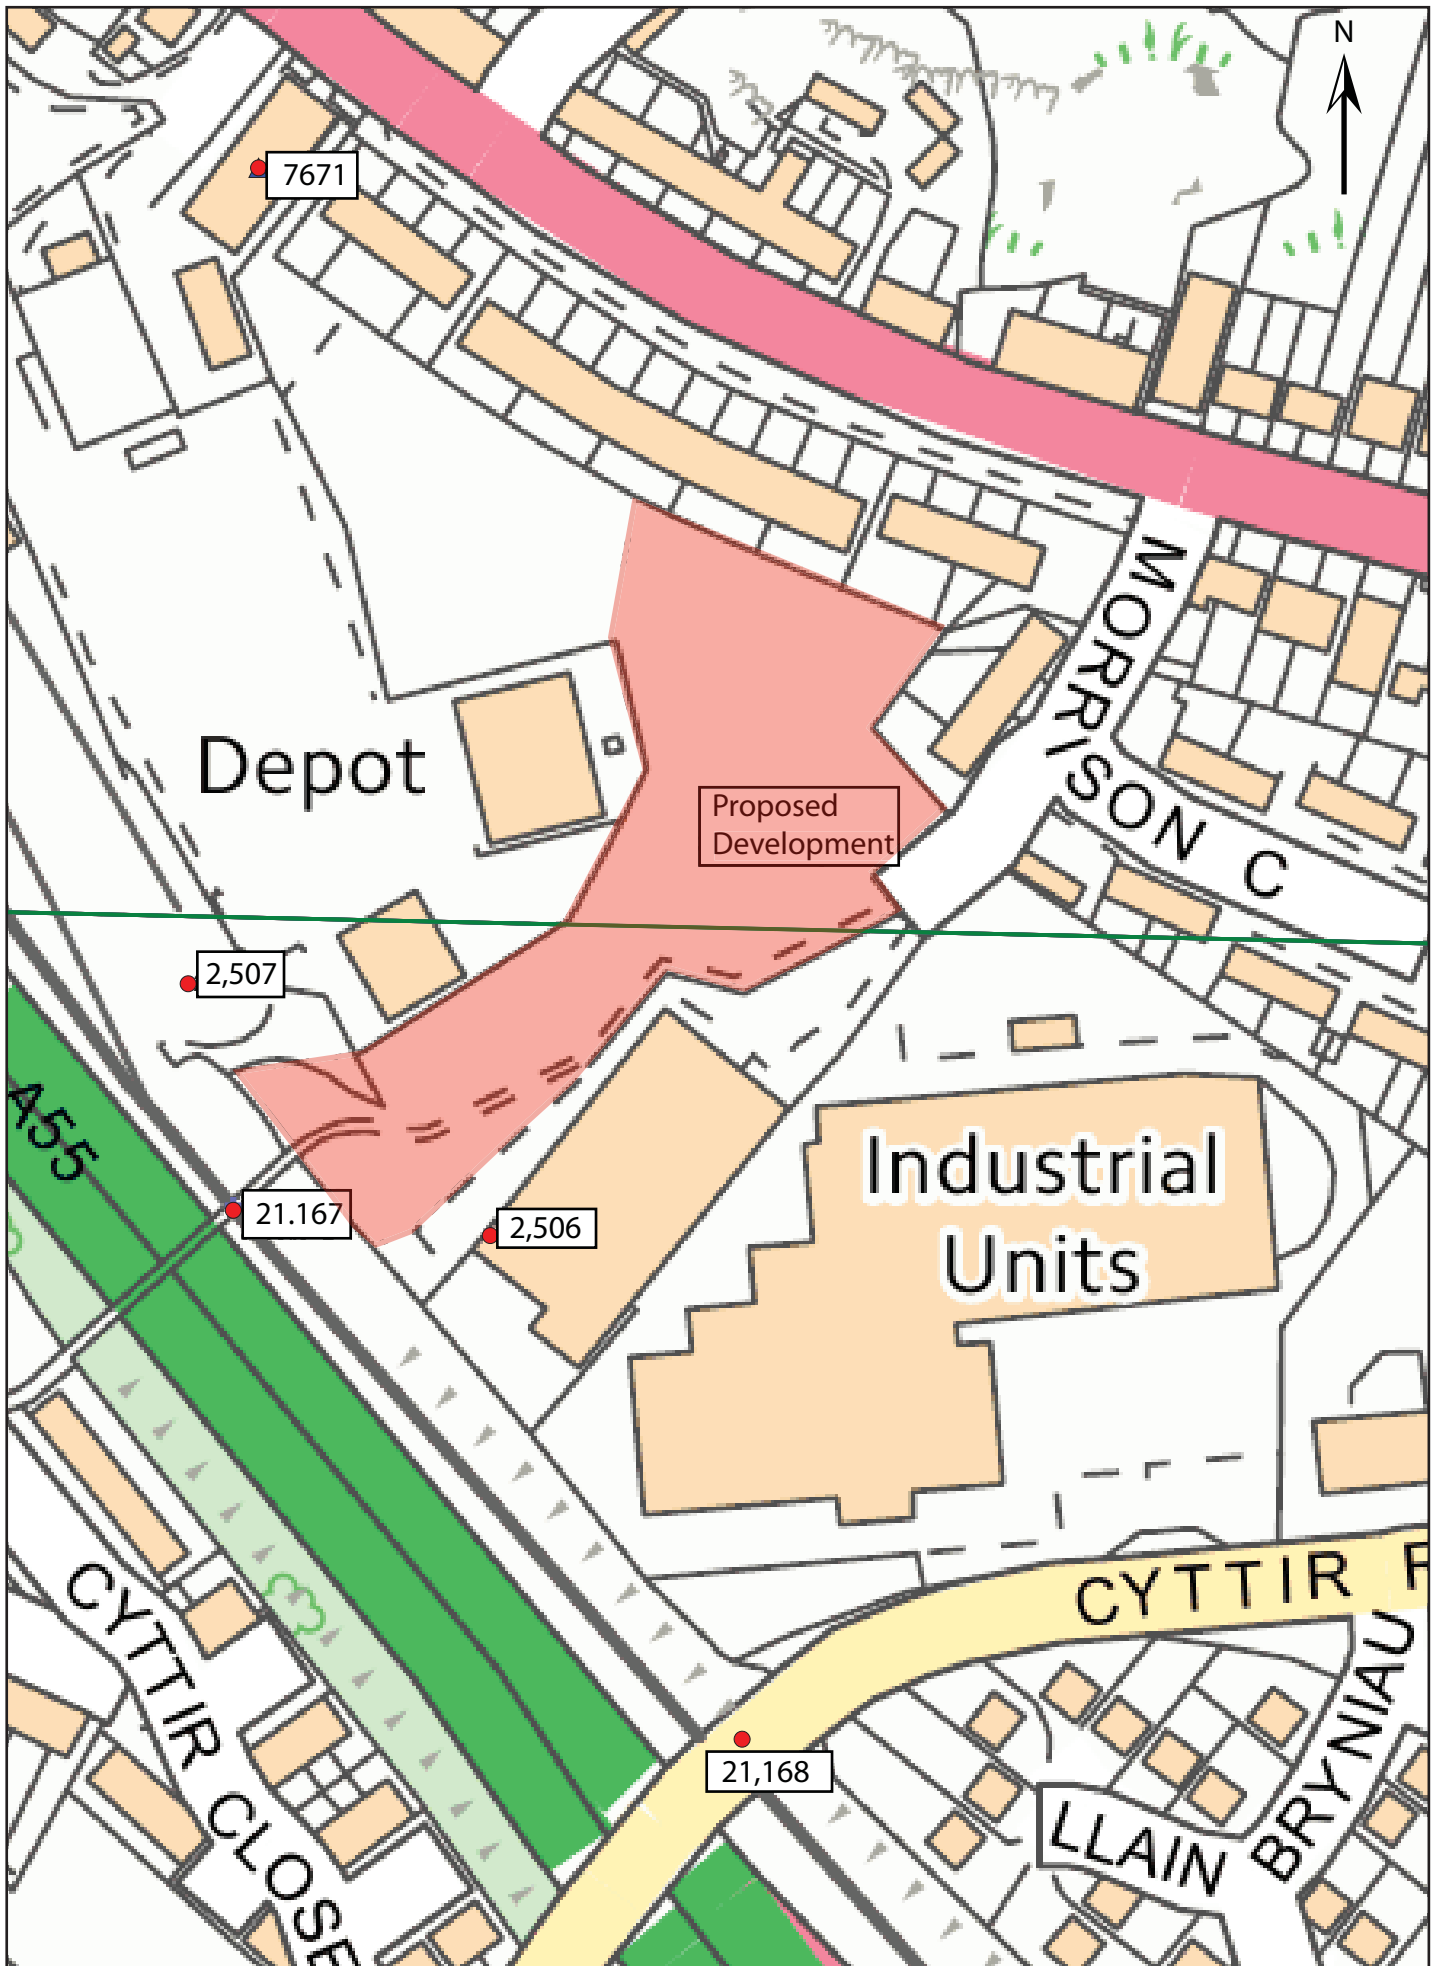 N
7671
MORRISON C
Depot
Proposed
Development
2,507
A55
Industrial
Units
21.167
2,506
CYTTIR R
CYTTIR CLOSE
21,168
LLAIN
BRYNIAU